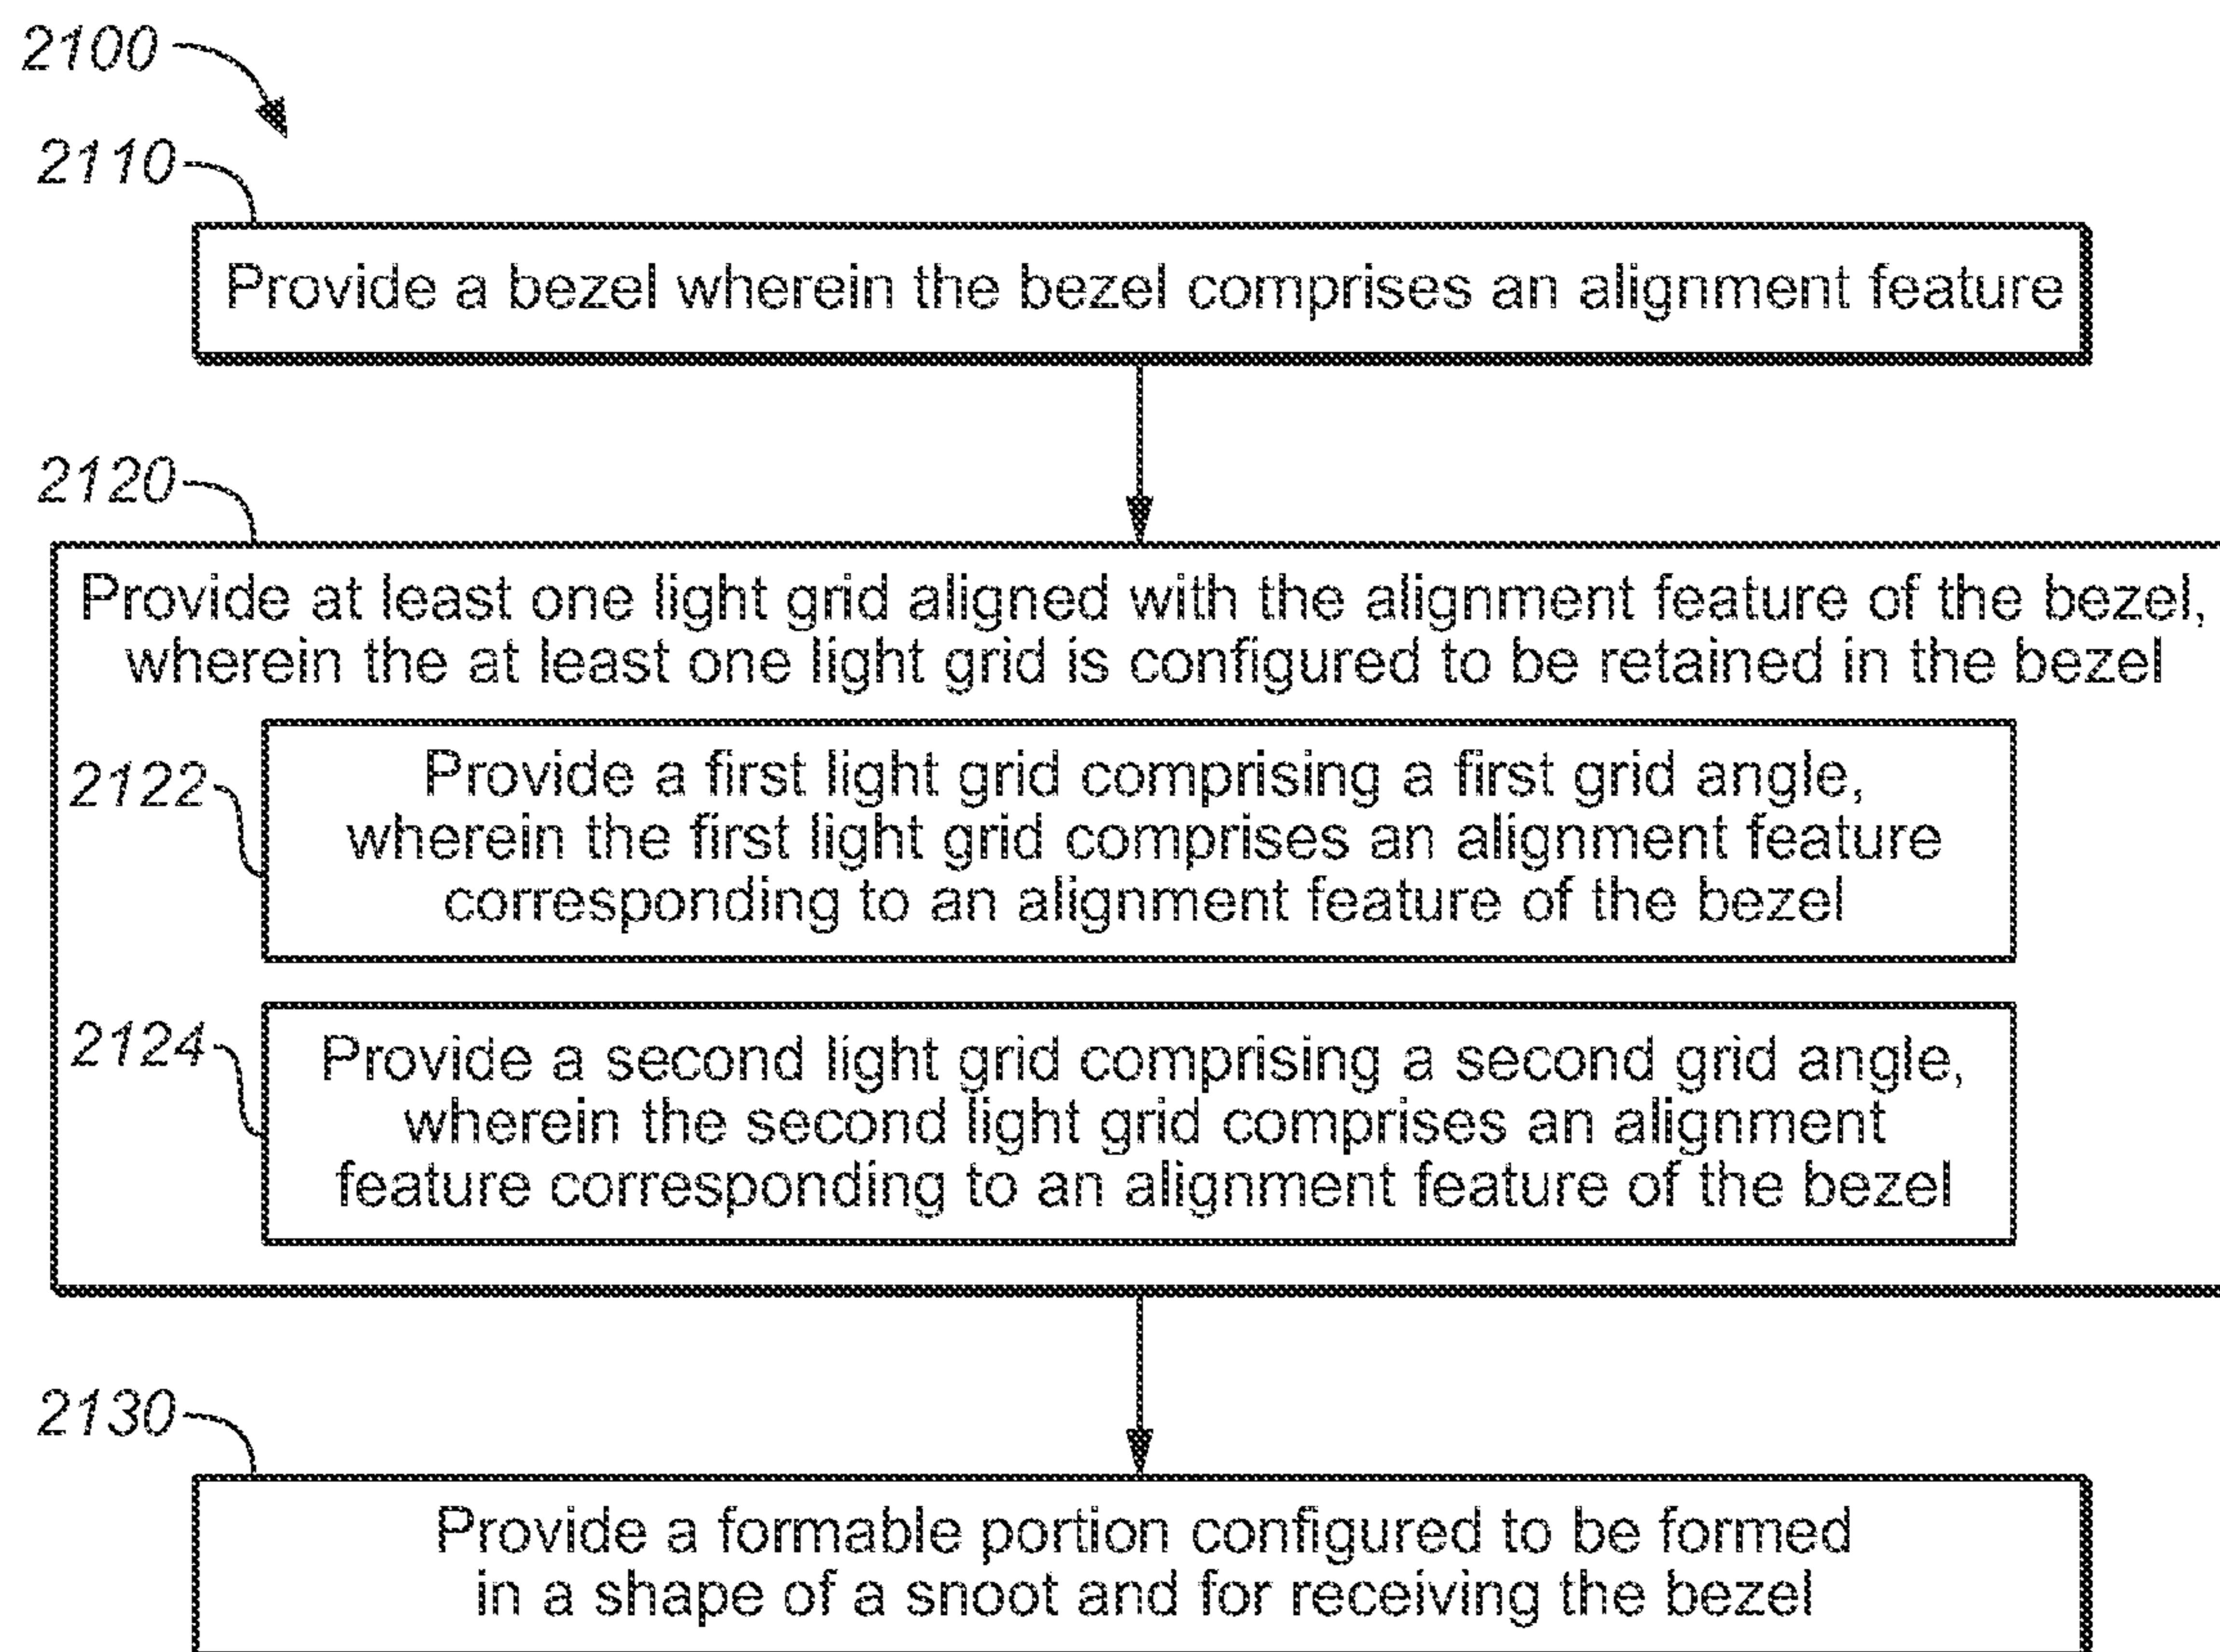 2100
2110
Provide a bezel wherein the bezel comprises an alignment feature
2120
Provide at least one light grid aligned with the alignment feature of the bezel,
wherein the at least one light grid is configured to be retained in the bezel
2122
Provide a first light grid comprising a first grid angle,
wherein the first light grid comprises an alignment feature
corresponding to an alignment feature of the bezel
2124
Provide a second light grid comprising a second grid angle,
wherein the second light grid comprises an alignment
feature corresponding to an alignment feature of the bezel
2130
Provide a formable portion configured to be formed
in a shape of a snoot and for receiving the bezel